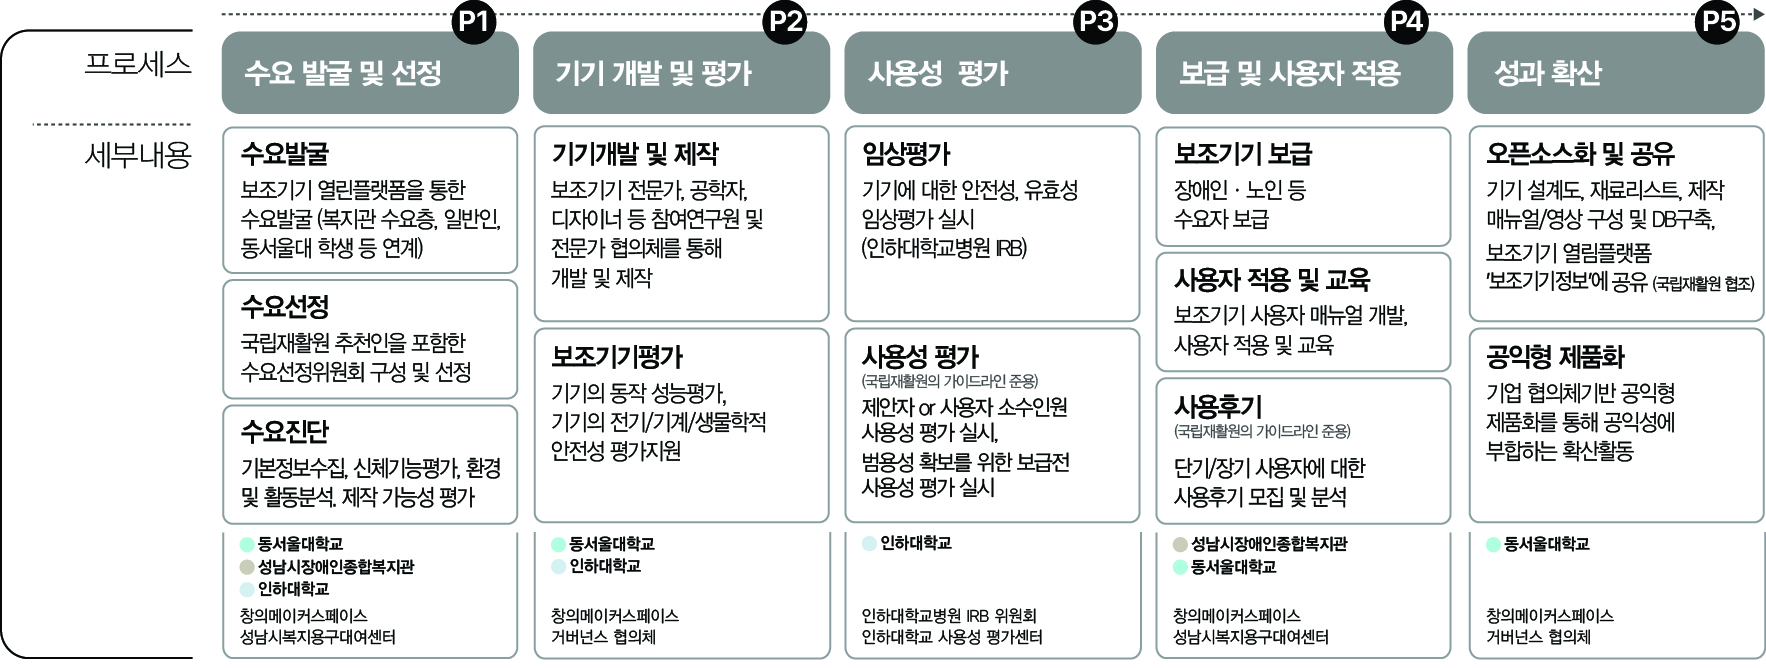 P1
P2
P3
P4
P5
프로세스
수요 발굴 및 선정
기기 개발 및 평가
사용성 평가
보급 및 사용자 적용
성과 확산
세부내용
수요발굴
보조기기 열린플랫폼을 통한
수요발굴 (복지관 수요층, 일반인,
동서울대 학생 등 연계)
수요선정
국립재활원 추천인을 포함한
수요선정위원회 구성 및 선정
수요진단
기본정보수집, 신체기능평가, 환경
및 활동분석. 제작 가능성 평가
동서울대학교
성남시장애인종합복지관
인하대학교
창의메이커스페이스
성남시복지용구대여센터
기기개발 및 제작
보조기기 전문가, 공학자,
디자이너 등 참여연구원 및
전문가 협의체를 통해
개발 및 제작
보조기기평가
기기의 동작 성능평가,
기기의 전기/기계/생물학적
안전성 평가지원
동서울대학교
인하대학교
창의메이커스페이스
거버넌스 협의체
임상평가
기기에 대한 안전성, 유효성
임상평가 실시
(인하대학교병원 IRB)
사용성 평가
(국립재활원의 가이드라인 준용)
제안자 or 사용자 소수인원
사용성 평가 실시,
범용성 확보를 위한 보급전
사용성 평가 실시
인하대학교
인하대학교병원 IRB 위원회
인하대학교 사용성 평가센터
보조기기 보급
장애인 · 노인 등
수요자 보급
사용자 적용 및 교육
보조기기 사용자 매뉴얼 개발,
사용자 적용 및 교육
사용후기
(국립재활원의 가이드라인 준용)
단기/장기 사용자에 대한
사용후기 모집 및 분석
성남시장애인종합복지관
동서울대학교
창의메이커스페이스
성남시복지용구대여센터
오픈소스화 및 공유
기기 설계도, 재료리스트, 제작
매뉴얼/영상 구성 및 DB구축,
보조기기 열림플랫폼
'보조기기정보'에 공유 (국립재활원 협조)
공익형 제품화
기업 협의체기반 공익형
제품화를 통해 공익성에
부합하는 확산활동
동서울대학교
창의메이커스페이스
거버넌스 협의체